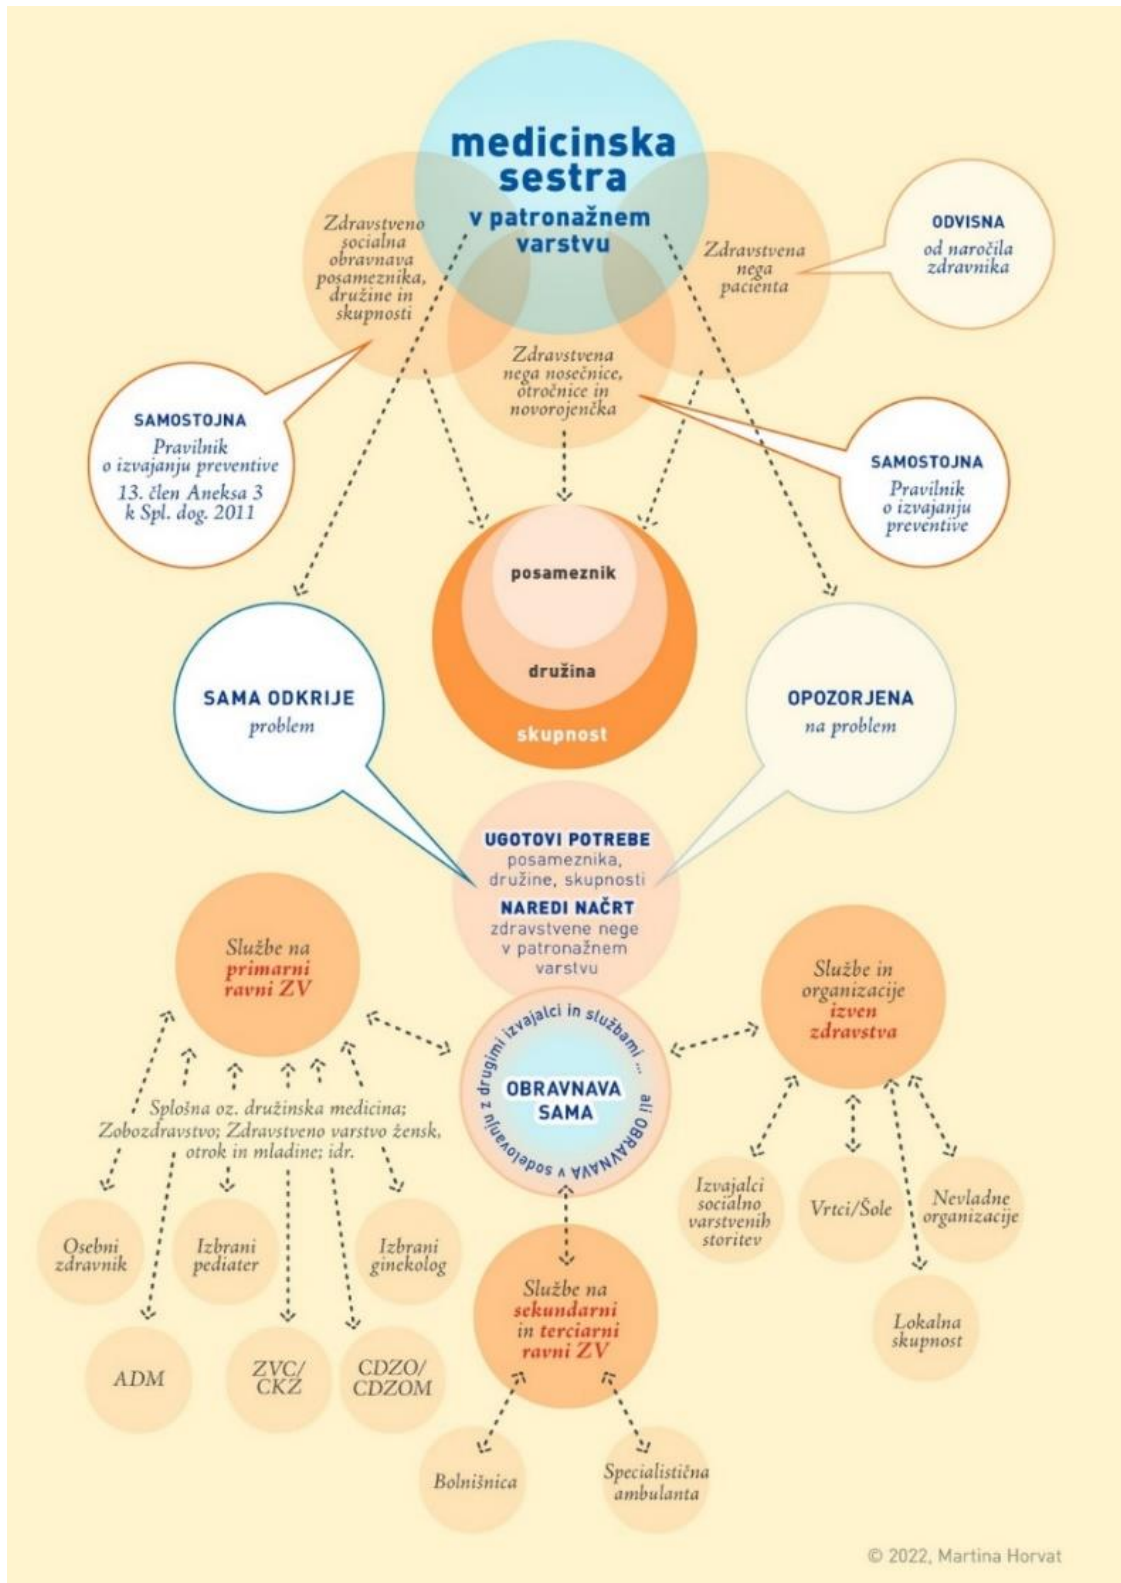 medicinska
sestra
v patronažnem
varstvu
Zdravstveno
socialna
obravnava
posameznika,
družine in
skupnosti
Zdravstvena
nega
pacienta
ODVISNA
od naročila
zdravnika
Zdravstvena
nega nosečnice,
otročnice in
novorojenčka
SAMOSTOJNA
Pravilnik
o izvajanju preventive
13. člen Aneksa 3
k Spl. dog. 2011
SAMOSTOJNA
Pravilnik
o izvajanju
preventive
posameznik
družina
skupnost
SAMA ODKRIJE
problem
OPOZORJENA
na problem
UGOTOVI POTREBE
posameznika,
družine, skupnosti
NAREDI NAČRT
zdravstvene nege
v patronažnem
varstvu
Službe na
primarni
ravni ZV
Službe in
organizacije
izven
zdravstva
OBRAVNAVA
SAMA
ali OBRAVNAVA v sodelovanju z drugimi izvajalci in službami ...
Splošna oz. družinska medicina;
Zobozdravstvo; Zdravstveno varstvo žensk,
otrok in mladine; idr.
Osebni
zdravnik
Izbrani
pediater
Izbrani
ginekolog
ADM
ZVC/
CKZ
CDZO/
CDZOM
Izvajalci
socialno
varstvenih
storitev
Vrtci/Šole
Nevladne
organizacije
Lokalna
skupnost
Službe na
sekundarni
in terciarni
ravni ZV
Bolnišnica
Specialistična
ambulanta
© 2022, Martina Horvat